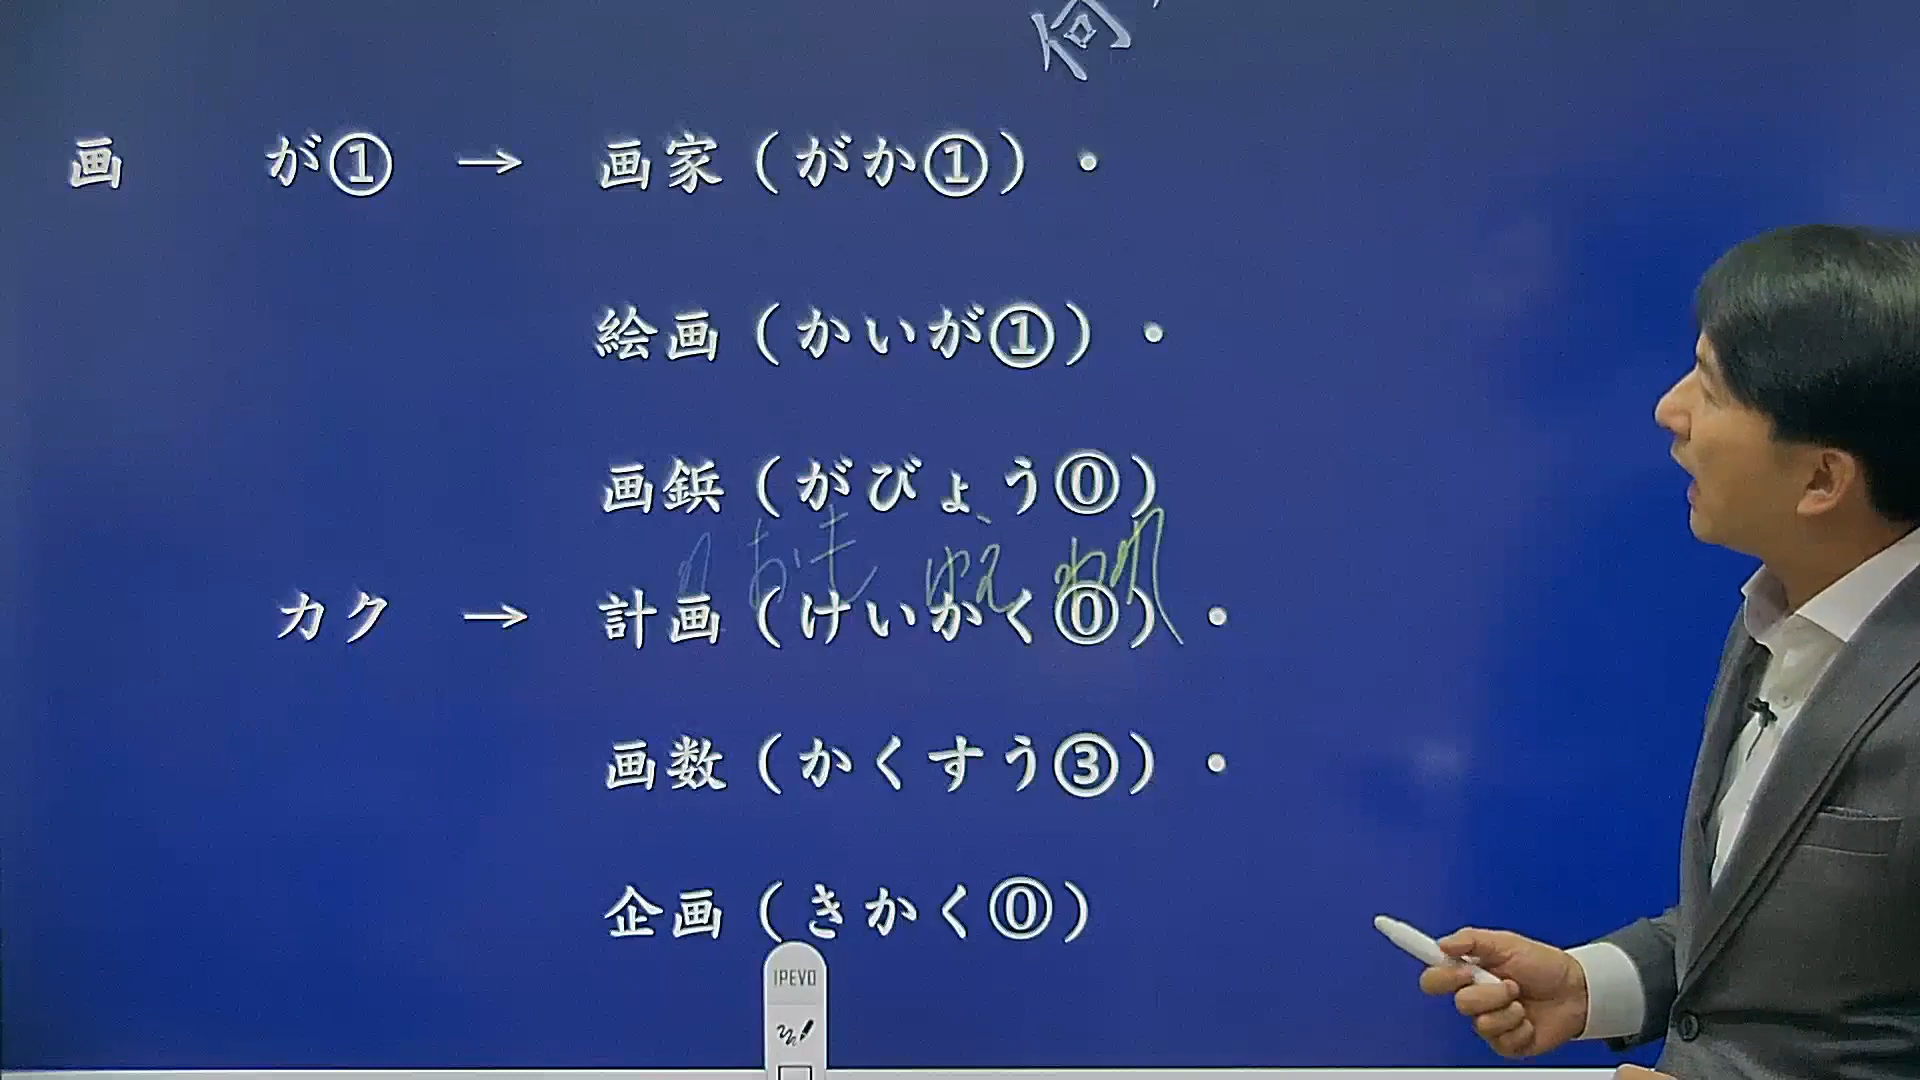 何
画 が① → 画家(がか①)・
絵画(かいが①)・
画鋲(がびょう⓪)
カク → 計画(けいかく⓪)・
画数(かくすう③)・
企画(きかく⓪)
IPEVO